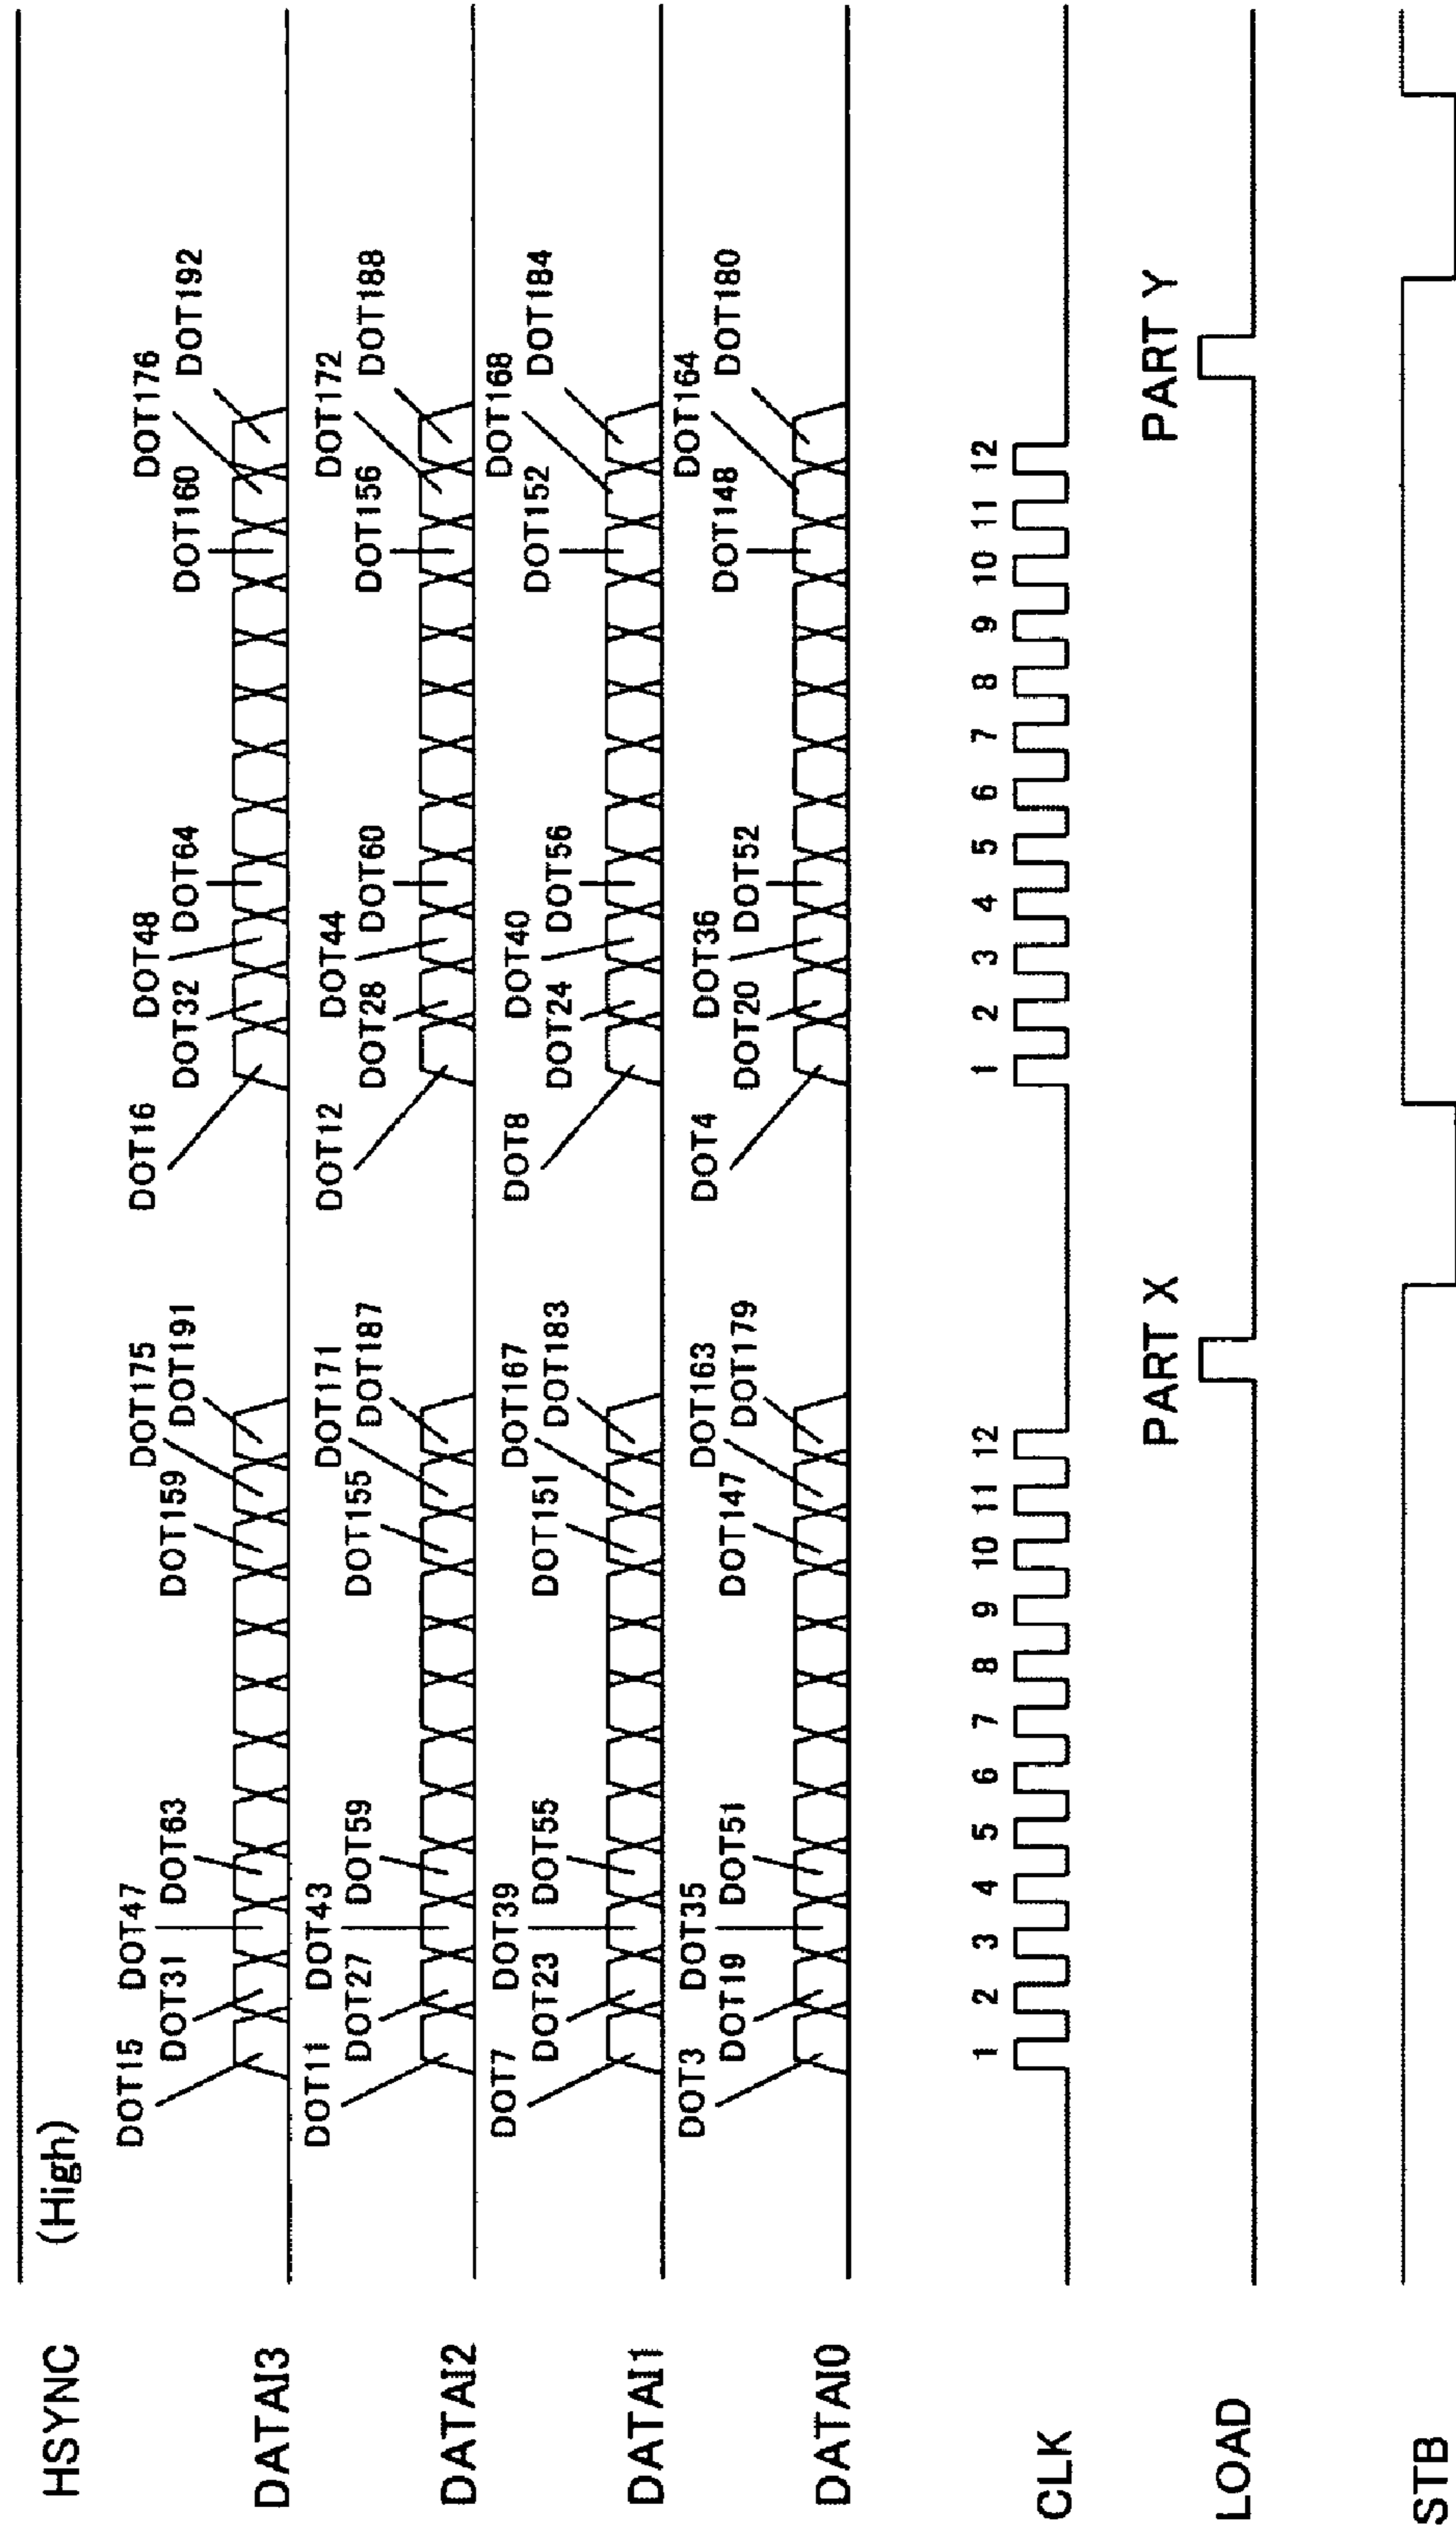 HSYNC (High)
DOT15 DOT47 DOT175 DOT16 DOT48 DOT176
DOT31 DOT63 DOT159 DOT191 DOT32 DOT64 DOT160 DOT192
DATAI3
DOT11 DOT43 DOT171 DOT12 DOT44 DOT172
DOT27 DOT59 DOT155 DOT187 DOT28 DOT60 DOT156 DOT188
DATAI2
DOT7 DOT39 DOT167 DOT8 DOT40 DOT168
DOT23 DOT55 DOT151 DOT183 DOT24 DOT56 DOT152 DOT184
DATAI1
DOT3 DOT35 DOT163 DOT4 DOT36 DOT164
DOT19 DOT51 DOT147 DOT179 DOT20 DOT52 DOT148 DOT180
DATAI0
1 2 3 4 5 6 7 8 9 10 11 12 1 2 3 4 5 6 7 8 9 10 11 12
CLK
PART X PART Y
LOAD
STB